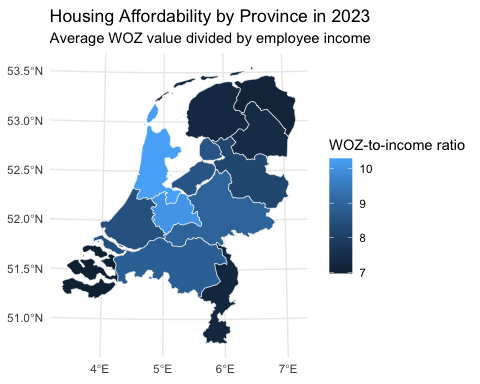 Housing Affordability by Province in 2023
Average WOZ value divided by employee income
53.5°N
53.0°N
52.5°N
52.0°N
51.5°N
51.0°N
4°E
5°E
6°E
7°E
WOZ-to-income ratio
10
9
8
7